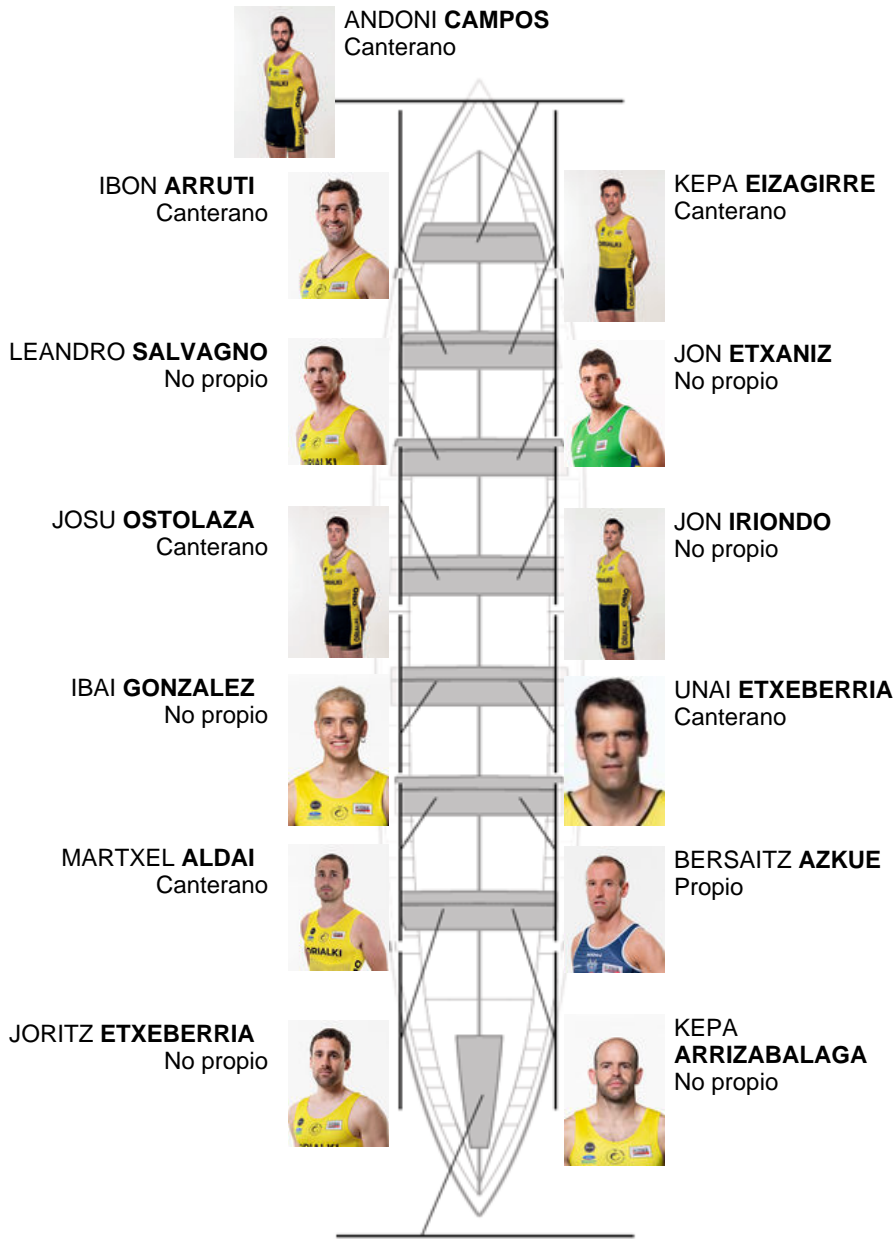 ANDONI CAMPOS
Canterano
IBON ARRUTI
Canterano
KEPA EIZAGIRRE
Canterano
LEANDRO SALVAGNO
No propio
JON ETXANIZ
No propio
JOSU OSTOLAZA
Canterano
JON IRIONDO
No propio
IBAI GONZALEZ
No propio
UNAI ETXEBERRIA
Canterano
MARTXEL ALDAI
Canterano
BERSAITZ AZKUE
Propio
JORITZ ETXEBERRIA
No propio
KEPA
ARRIZABALAGA
No propio